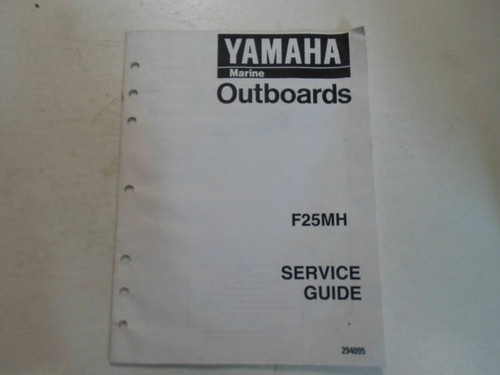 YAMAHA
Marine
Outboards
F25MH
SERVICE
GUIDE
294095